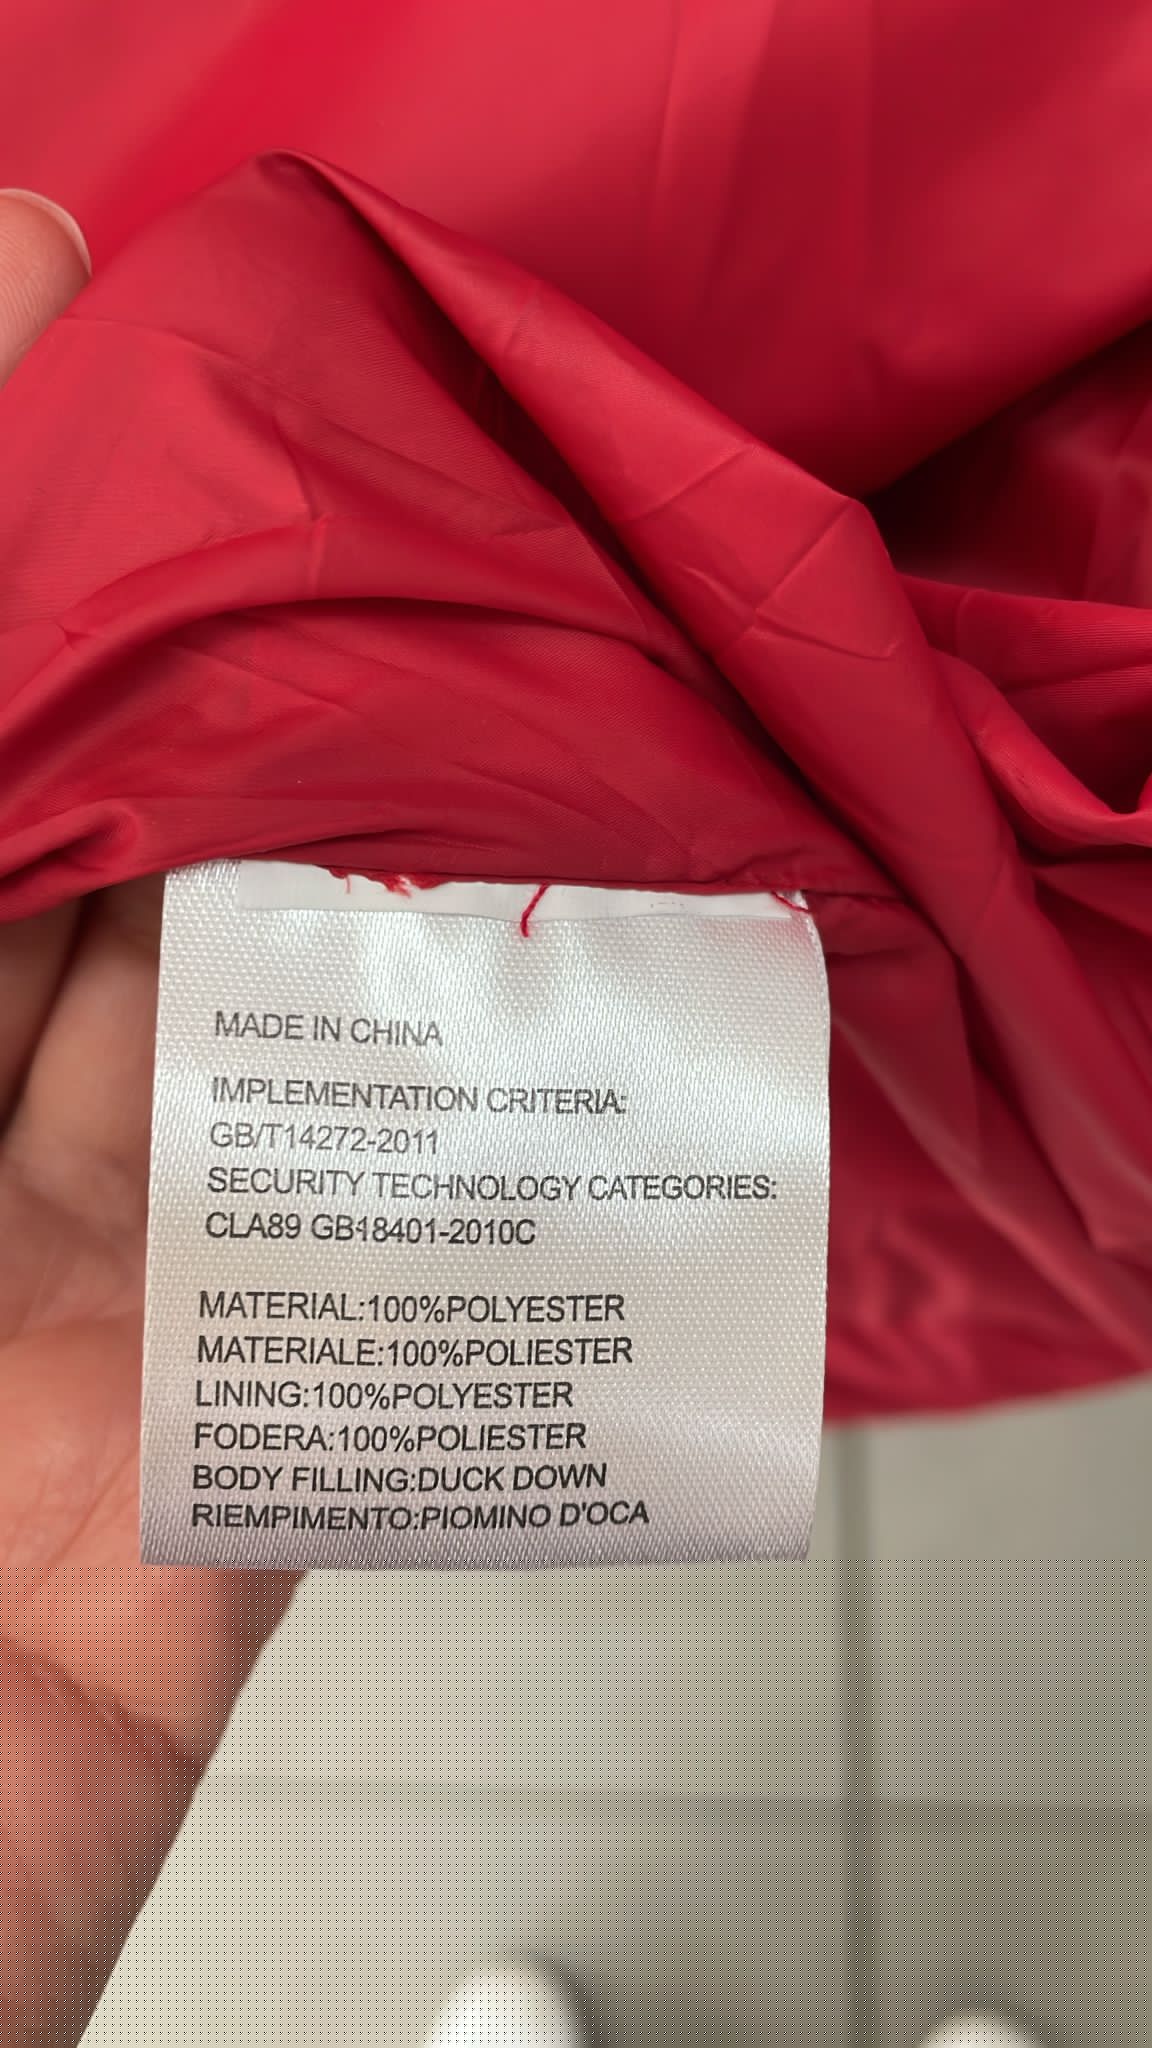 MADE IN CHINA
IMPLEMENTATION CRITERIA:
GB/T14272-2011
SECURITY TECHNOLOGY CATEGORIES:
CLA89 GB18401-2010C
MATERIAL:100%POLYESTER
MATERIALE:100%POLIESTER
LINING:100%POLYESTER
FODERA:100%POLIESTER
BODY FILLING:DUCK DOWN
RIEMPIMENTO:PIOMINO D'OCA